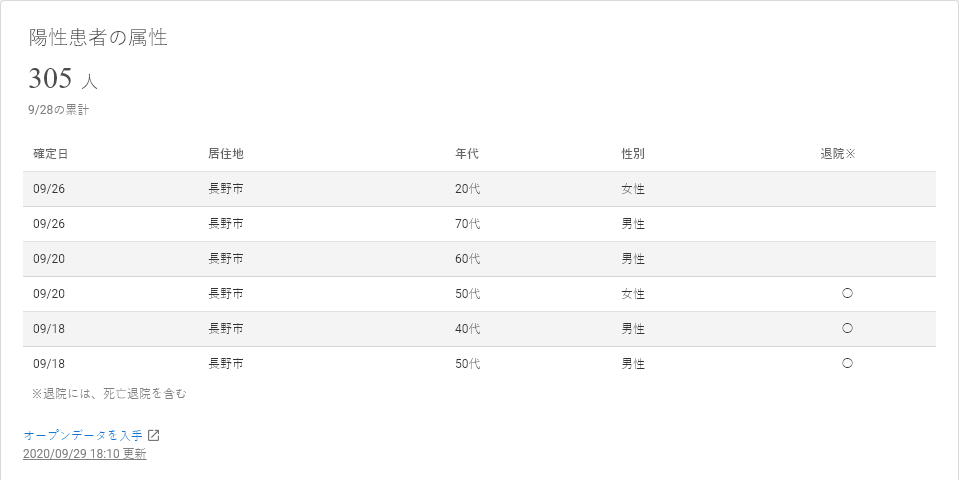 陽性患者の属性
305 人
9/28の累計
確定日 居住地 年代 性別 退院※
09/26 長野市 20代 女性
09/26 長野市 70代 男性
09/20 長野市 60代 男性
09/20 長野市 50代 女性 〇
09/18 長野市 40代 男性 〇
09/18 長野市 50代 男性 〇
※退院には、死亡退院を含む
オープンデータを入手
2020/09/29 18:10 更新